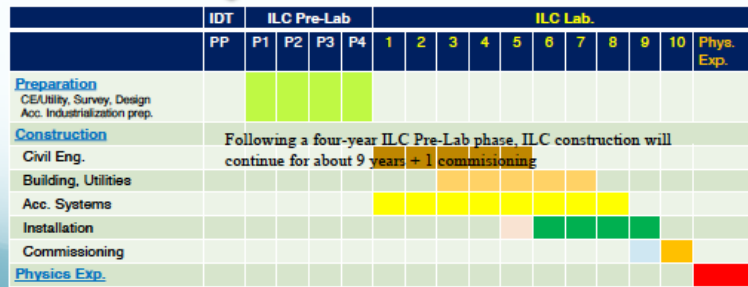 IDT ILC Pre-Lab ILC Lab.
PP P1 P2 P3 P4 1 2 3 4 5 6 7 8 9 10 Phys. Exp.
Preparation
CE/Utility, Survey, Design
Acc. Industrialization prep.
Construction
Following a four-year ILC Pre-Lab phase, ILC construction will
Civil Eng.
continue for about 9 years + 1 commisioning
Building, Utilities
Acc. Systems
Installation
Commissioning
Physics Exp.